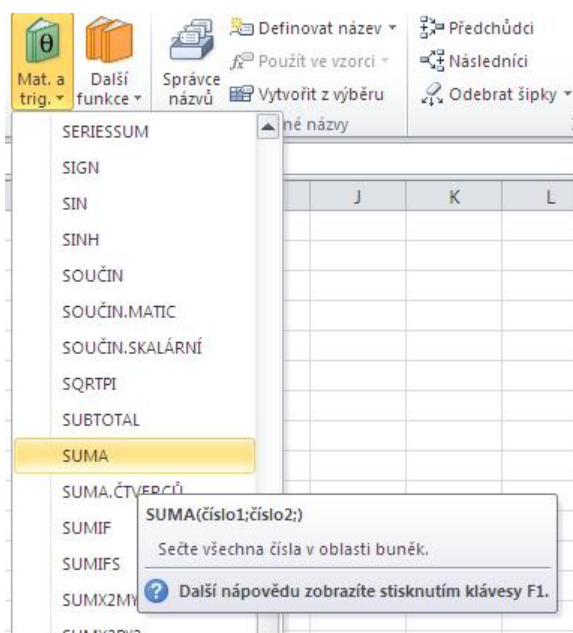 θ
Mat. a
trig.
Další
funkce
Správce
názvů
Definovat název
Použít ve vzorci
Vytvořit z výběru
né názvy
Předchůdci
Následníci
Odebrat šipky
J K L
SERIESSUM
SIGN
SIN
SINH
SOUČIN
SOUČIN.MATIC
SOUČIN.SKALÁRNÍ
SQRTPI
SUBTOTAL
SUMA
SUMA.ČTVERCŮ
SUMIF
SUMIFS
SUMX2MY
SUMA(číslo1;číslo2;)
Sečte všechna čísla v oblasti buněk.
Další nápovědu zobrazíte stisknutím klávesy F1.